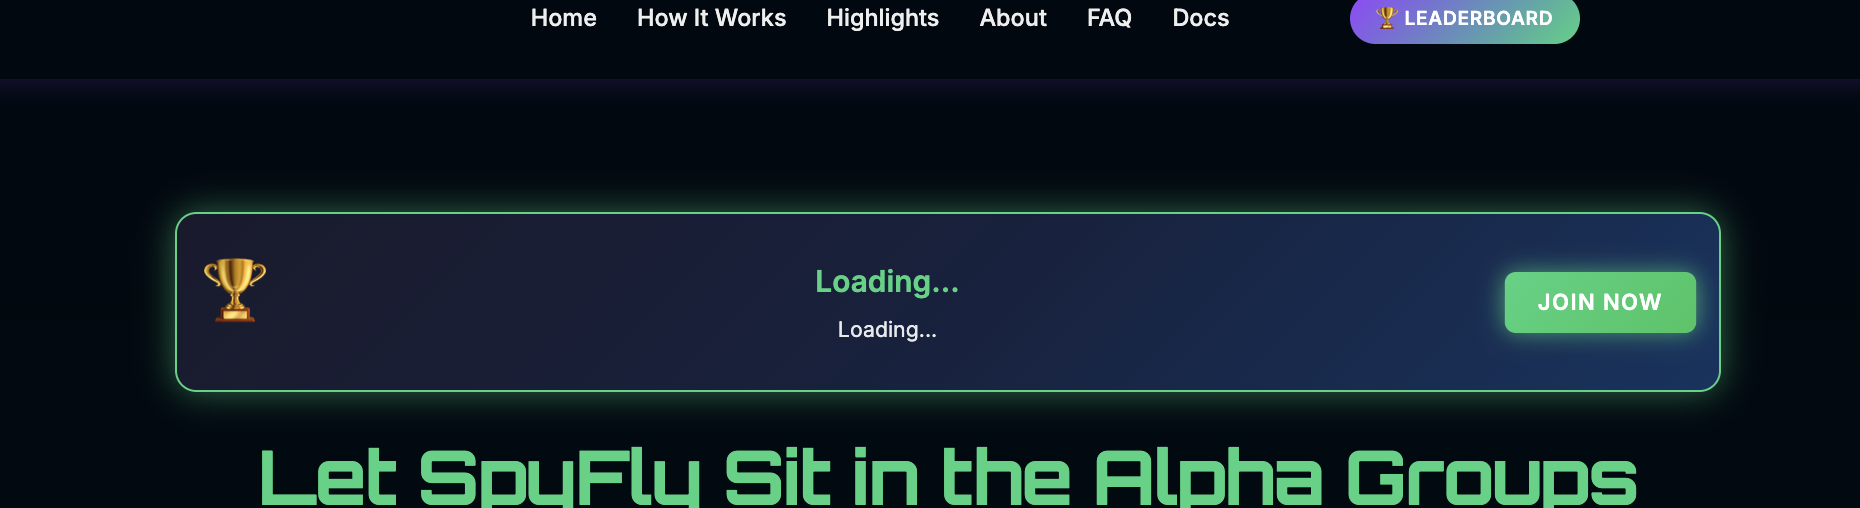 Home How It Works Highlights About FAQ Docs 🏆 LEADERBOARD
Loading...
Loading...
JOIN NOW
Let SpyFly Sit in the Alpha Groups